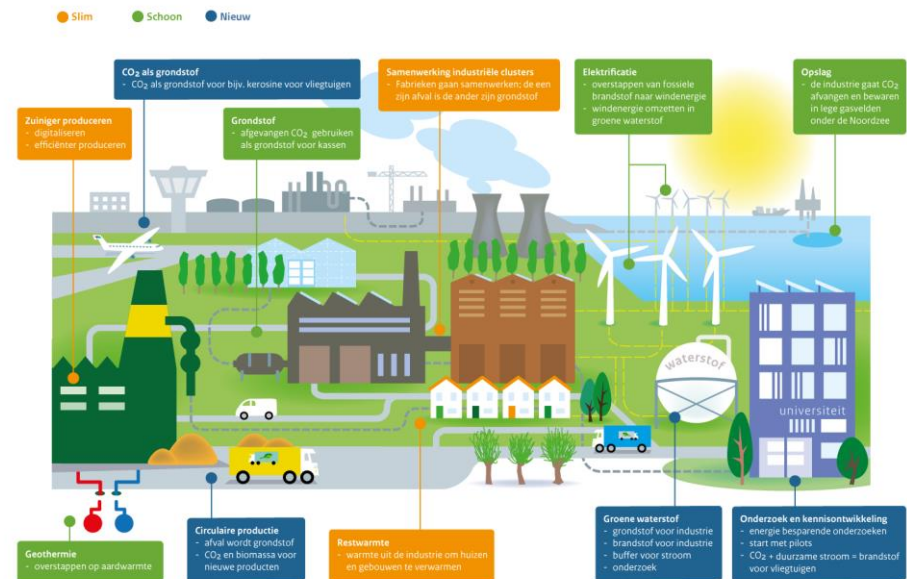 Slim
Schoon
Nieuw
CO₂ als grondstof
- CO₂ als grondstof voor bijv. kerosine voor vliegtuigen
Samenwerking industriële clusters
- Fabrieken gaan samenwerken; de een
zijn afval is de ander zijn grondstof
Elektrificatie
- overstappen van fossiele
brandstof naar windenergie
- windenergie omzetten in
groene waterstof
Opslag
- de industrie gaat CO₂
afvangen en bewaren
in lege gasvelden
onder de Noordzee
Zuiniger produceren
- digitaliseren
- efficiënter produceren
Grondstof
- afgevangen CO₂ gebruiken
als grondstof voor kassen
waterstof
universiteit
Geothermie
- overstappen op aardwarmte
Circulaire productie
- afval wordt grondstof
- CO₂ en biomassa voor
nieuwe producten
Restwarmte
- warmte uit de industrie om huizen
en gebouwen te verwarmen
Groene waterstof
- grondstof voor industrie
- brandstof voor industrie
- buffer voor stroom
- onderzoek
Onderzoek en kennisontwikkeling
- energie besparende onderzoeken
- start met pilots
- CO₂ + duurzame stroom = brandstof
voor vliegtuigen